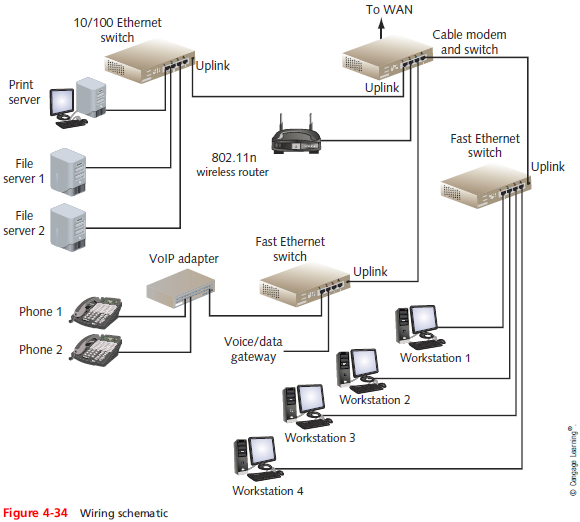 To WAN
10/100 Ethernet
switch
Cable modem
and switch
Uplink
Uplink
Print
server
802.11n
wireless router
Fast Ethernet
switch
Uplink
File
server 1
File
server 2
VoIP adapter
Fast Ethernet
switch
Uplink
Phone 1
Phone 2
Voice/data
gateway
Workstation 1
Workstation 2
Workstation 3
Workstation 4
© Cengage Learning®.
Figure 4-34 Wiring schematic